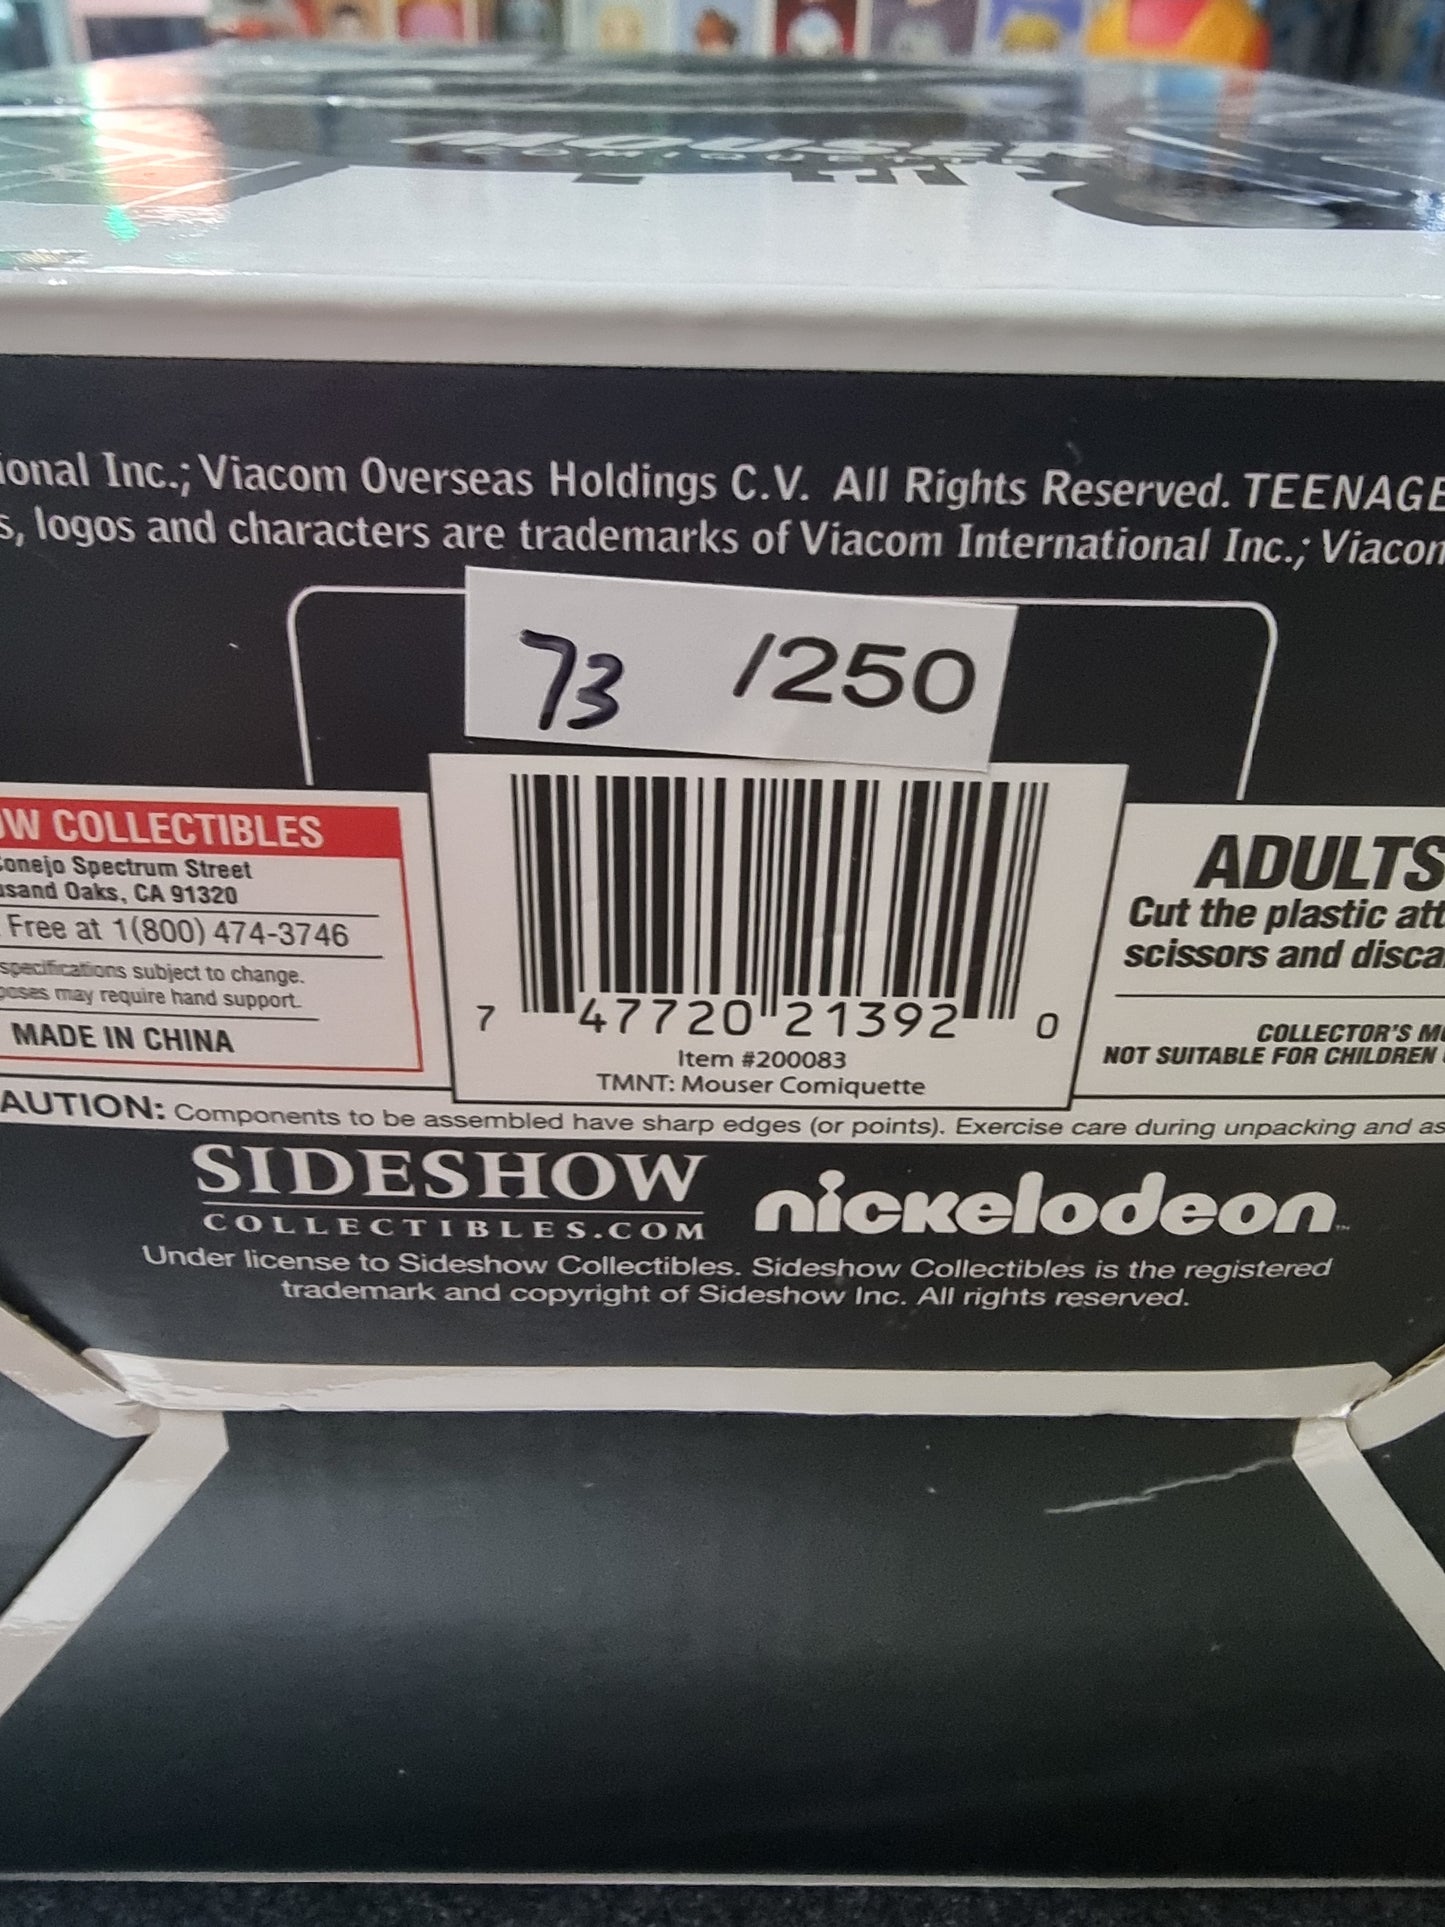 MOUSER
COMIQUETTE
ional Inc.; Viacom Overseas Holdings C.V. All Rights Reserved. TEENAGE
s, logos and characters are trademarks of Viacom International Inc.; Viacom
73 /250
OW COLLECTIBLES
Conejo Spectrum Street
usand Oaks, CA 91320
Free at 1(800) 474-3746
specifications subject to change.
poses may require hand support.
MADE IN CHINA
7 47720 21392 0
Item #200083
TMNT: Mouser Comiquette
ADULTS
Cut the plastic att
scissors and disca
COLLECTOR'S
NOT SUITABLE FOR CHILDREN
AUTION: Components to be assembled have sharp edges (or points). Exercise care during unpacking and as
SIDESHOW
COLLECTIBLES.COM
nickelodeon™
Under license to Sideshow Collectibles. Sideshow Collectibles is the registered
trademark and copyright of Sideshow Inc. All rights reserved.